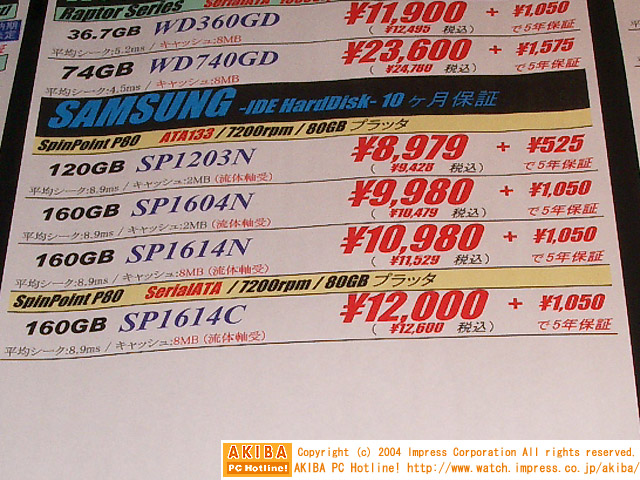 Raptor Series SerialATA
36.7GB WD360GD ¥11,900 + ¥1,050
平均シーク:5.2ms / キャッシュ:8MB ( ¥12,495 税込) で5年保証
74GB WD740GD ¥23,600 + ¥1,575
平均シーク:4.5ms / キャッシュ:8MB ( ¥24,780 税込) で5年保証
SAMSUNG -IDE HardDisk- 10ヶ月保証
SpinPoint P80 ATA133 / 7200rpm / 80GB プラッタ
120GB SP1203N ¥8,979 + ¥525
平均シーク:8.9ms / キャッシュ:2MB (流体軸受) ( ¥9,428 税込) で5年保証
160GB SP1604N ¥9,980 + ¥1,050
平均シーク:8.9ms / キャッシュ:2MB (流体軸受) ( ¥10,479 税込) で5年保証
160GB SP1614N ¥10,980 + ¥1,050
平均シーク:8.9ms / キャッシュ:8MB (流体軸受) ( ¥11,529 税込) で5年保証
SpinPoint P80 SerialATA / 7200rpm / 80GB プラッタ
160GB SP1614C ¥12,000 + ¥1,050
平均シーク:8.9ms / キャッシュ:8MB (流体軸受) ( ¥12,600 税込) で5年保証
AKIBA PC Hotline!
Copyright (c) 2004 Impress Corporation All rights reserved.
AKIBA PC Hotline! http://www.watch.impress.co.jp/akiba/